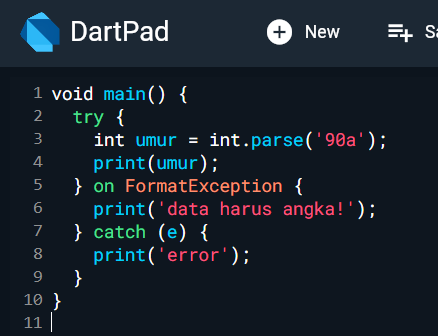 DartPad
New
1 void main() {
2   try {
3     int umur = int.parse('90a');
4     print(umur);
5   } on FormatException {
6     print('data harus angka!');
7   } catch (e) {
8     print('error');
9   }
10 }
11